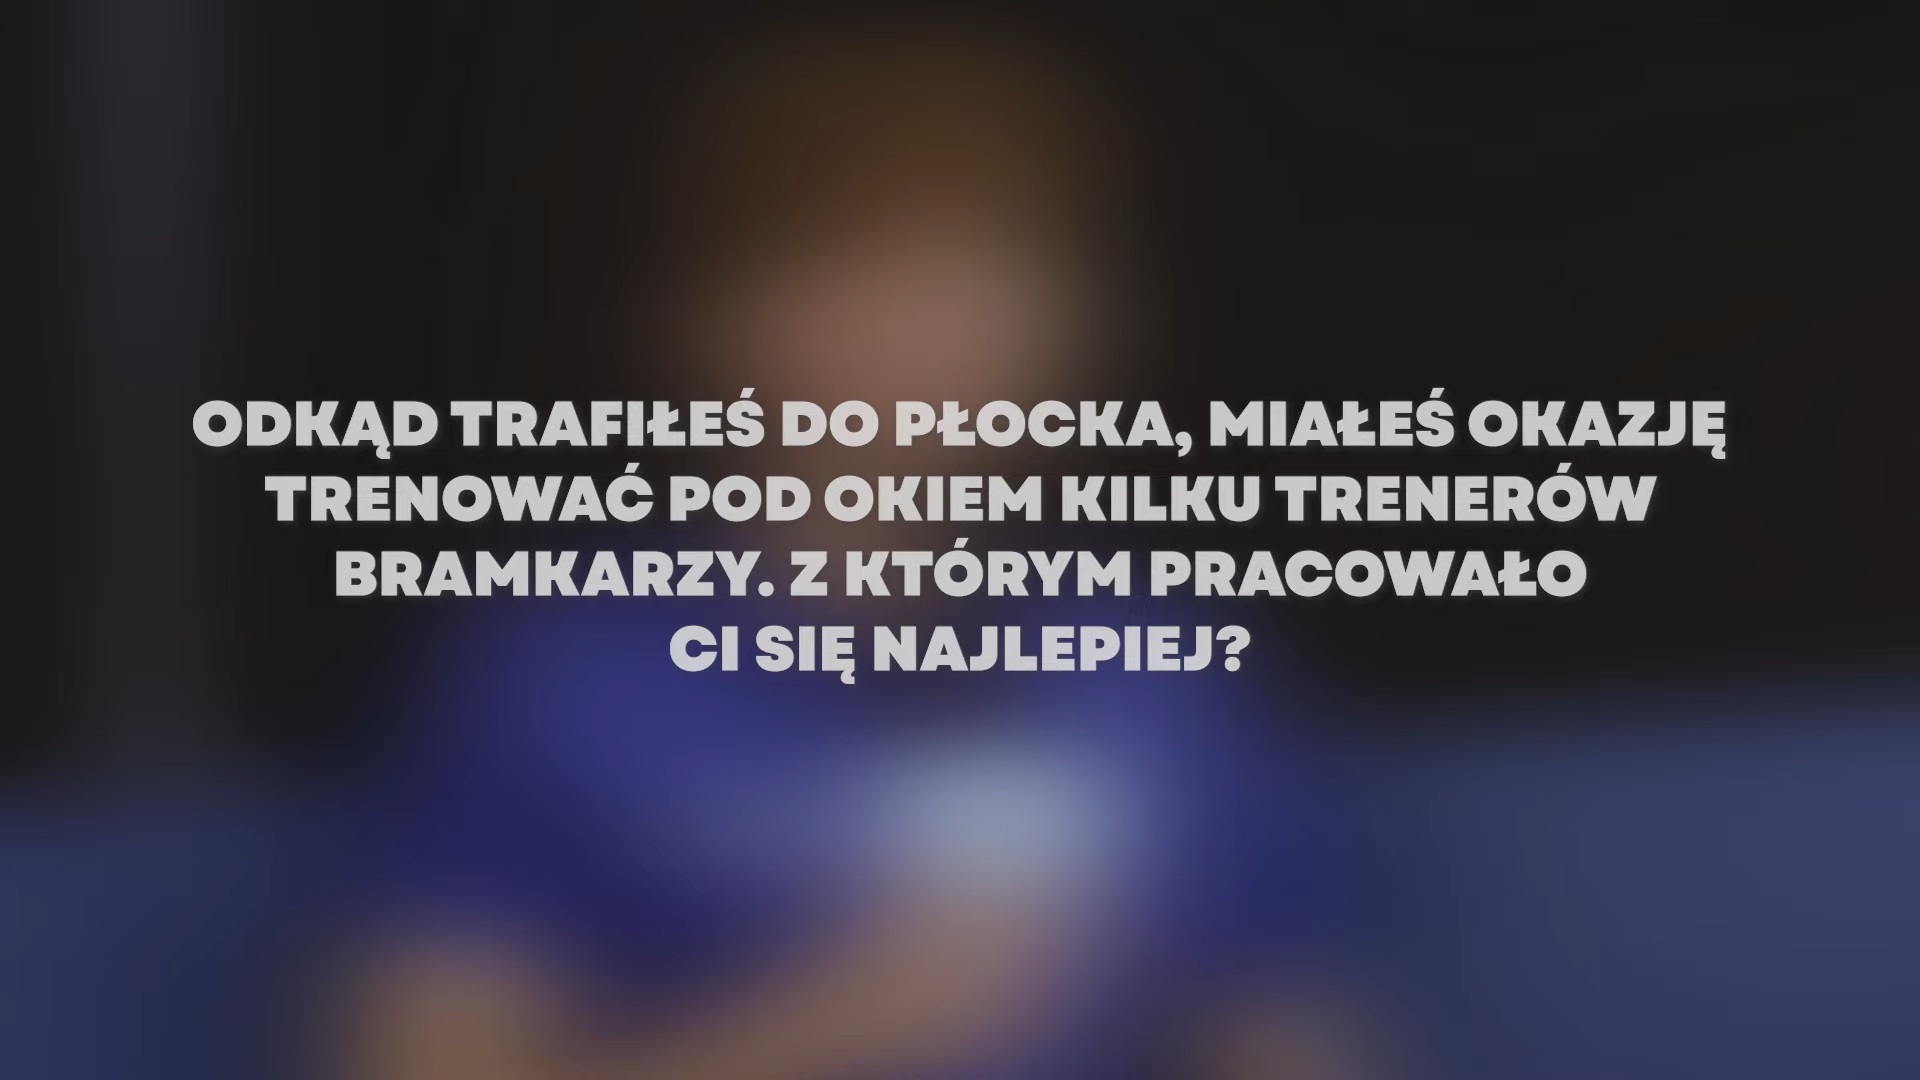 ODKĄD TRAFIŁEŚ DO PŁOCKA, MIAŁEŚ OKAZJĘ
TRENOWAĆ POD OKIEM KILKU TRENERÓW
BRAMKARZY. Z KTÓRYM PRACOWAŁO
CI SIĘ NAJLEPIEJ?